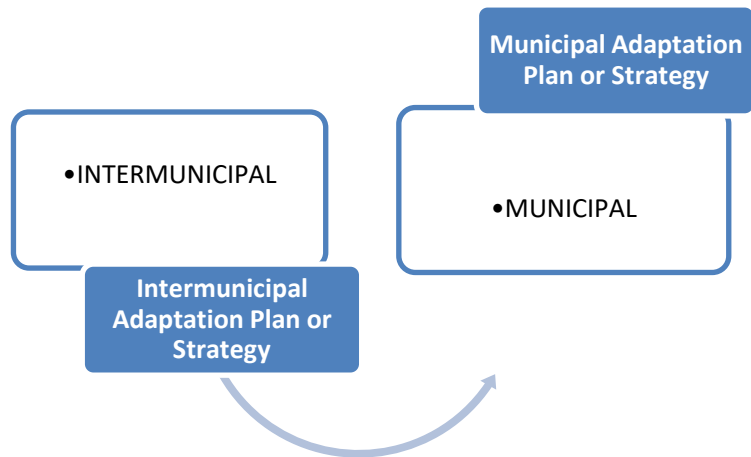 •INTERMUNICIPAL
Intermunicipal
Adaptation Plan or
Strategy
Municipal Adaptation
Plan or Strategy
•MUNICIPAL